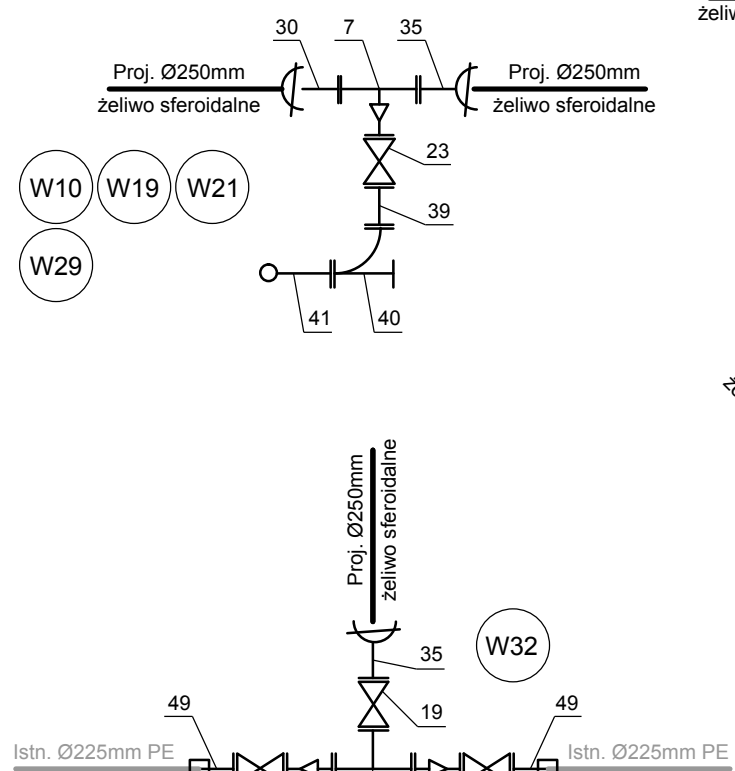 żeliw
30
7
35
Proj. Ø250mm
żeliwo sferoidalne
Proj. Ø250mm
żeliwo sferoidalne
23
W10
W19
W21
39
W29
41
40
Proj. Ø250mm
żeliwo sferoidalne
W32
35
49
19
49
Istn. Ø225mm PE
Istn. Ø225mm PE